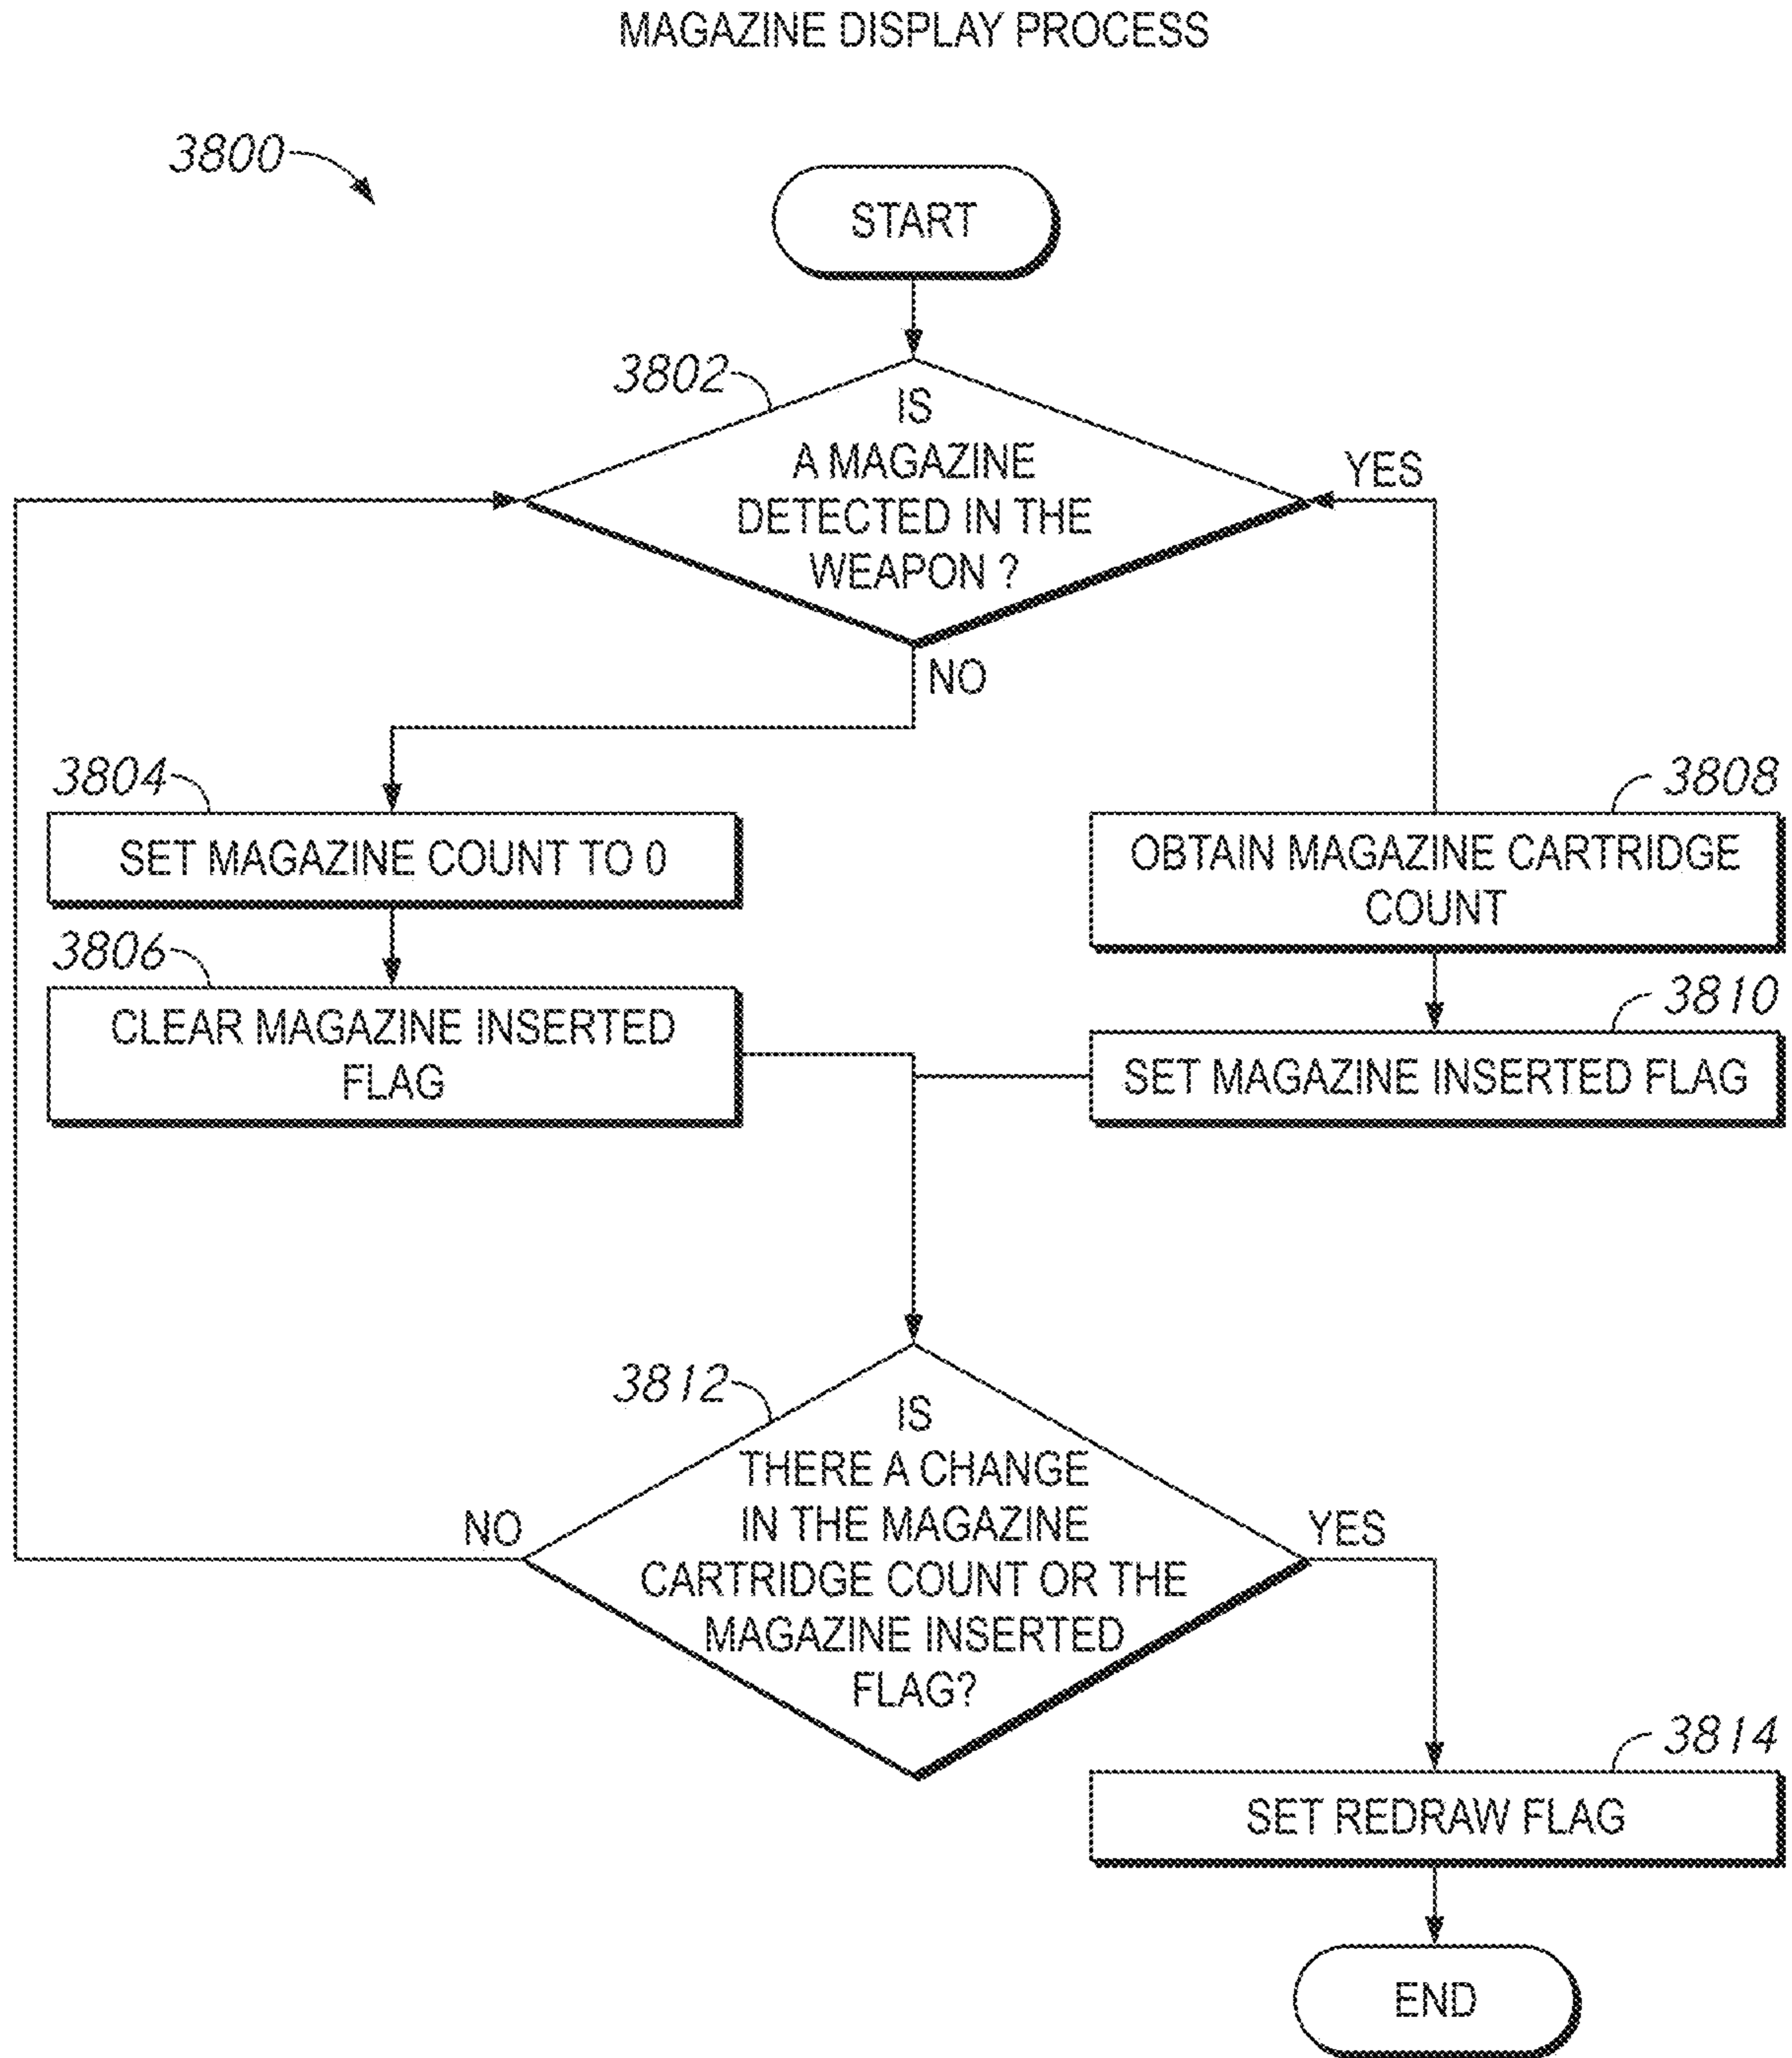 MAGAZINE DISPLAY PROCESS
3800
START
3802
IS
A MAGAZINE
DETECTED IN THE
WEAPON ?
YES
NO
3804
SET MAGAZINE COUNT TO 0
3808
OBTAIN MAGAZINE CARTRIDGE
COUNT
3806
CLEAR MAGAZINE INSERTED
FLAG
3810
SET MAGAZINE INSERTED FLAG
3812
IS
THERE A CHANGE
IN THE MAGAZINE
CARTRIDGE COUNT OR THE
MAGAZINE INSERTED
FLAG?
NO
YES
3814
SET REDRAW FLAG
END